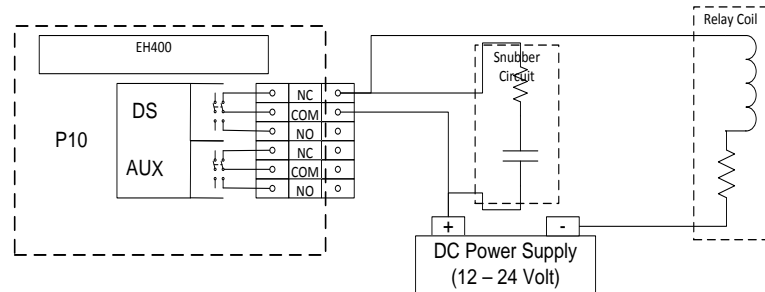 Relay Coil
EH400
Snubber
Circuit
P10
DS
NC
COM
NO
AUX
NC
COM
NO
+
-
DC Power Supply
(12 – 24 Volt)